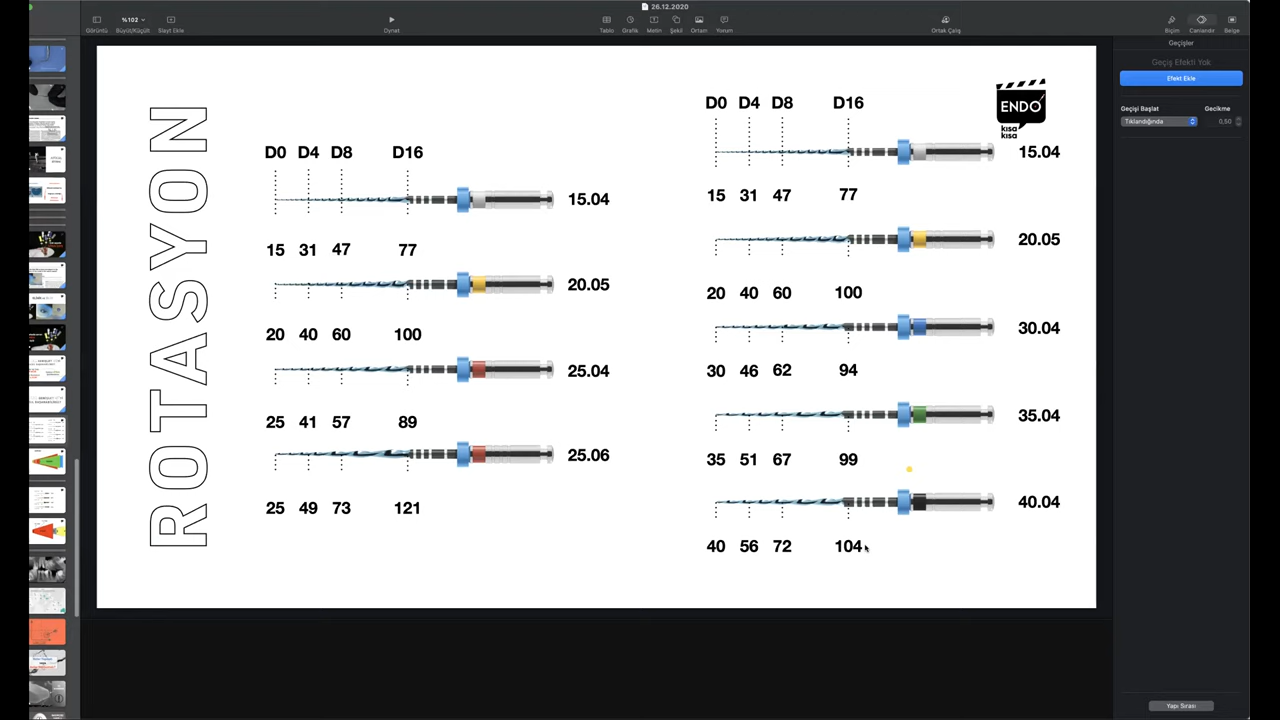 26.12.2020
%102
Görüntü
Büyüt/Küçült
Slayt Ekle
Oynat
Tablo
Grafik
Metin
Şekil
Ortam
Yorum
Ortak Çalış
Biçim
Canlandır
Belge
Geçişler
Geçiş Efekti Yok
Efekt Ekle
Geçişi Başlat
Gecikme
Tıklandığında
0,50
Yapı Sırası
ROTASYON
D0 D4 D8 D16
15.04
15 31 47 77
20.05
20 40 60 100
25.04
25 41 57 89
25.06
25 49 73 121
D0 D4 D8 D16
15.04
15 31 47 77
20.05
20 40 60 100
30.04
30 46 62 94
35.04
35 51 67 99
40.04
40 56 72 104
ENDO
kısa
kısa